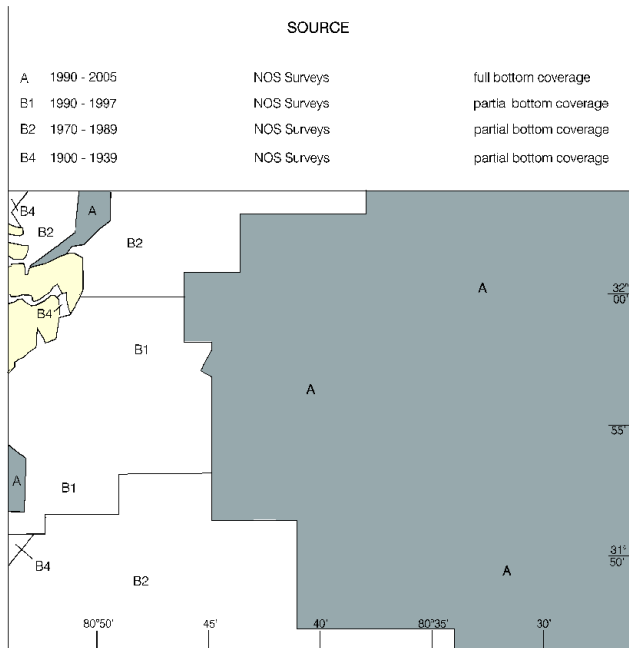 SOURCE
A 1990 - 2005 NOS Surveys full bottom coverage
B1 1990 - 1997 NOS Surveys partial bottom coverage
B2 1970 - 1989 NOS Surveys partial bottom coverage
B4 1900 - 1939 NOS Surveys partial bottom coverage
B4
A
B2
B2
A
32°
00'
B4
B1
A
55'
A
B1
31°
50'
B4
A
B2
80°50'
45'
40'
80°35'
30'